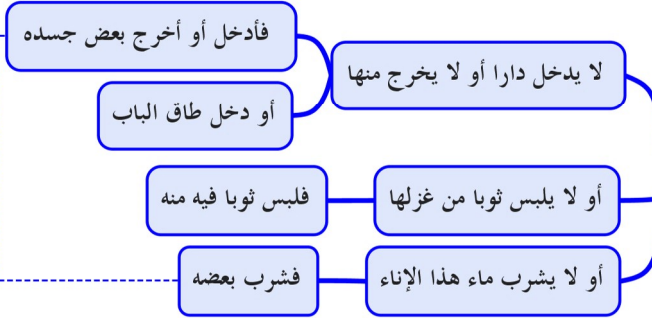 لا يدخل دارا أو لا يخرج منها
فأدخل أو أخرج بعض جسده
أو دخل طاق الباب
أو لا يلبس ثوبا من غزلها
فلبس ثوبا فيه منه
أو لا يشرب ماء هذا الإناء
فشرب بعضه